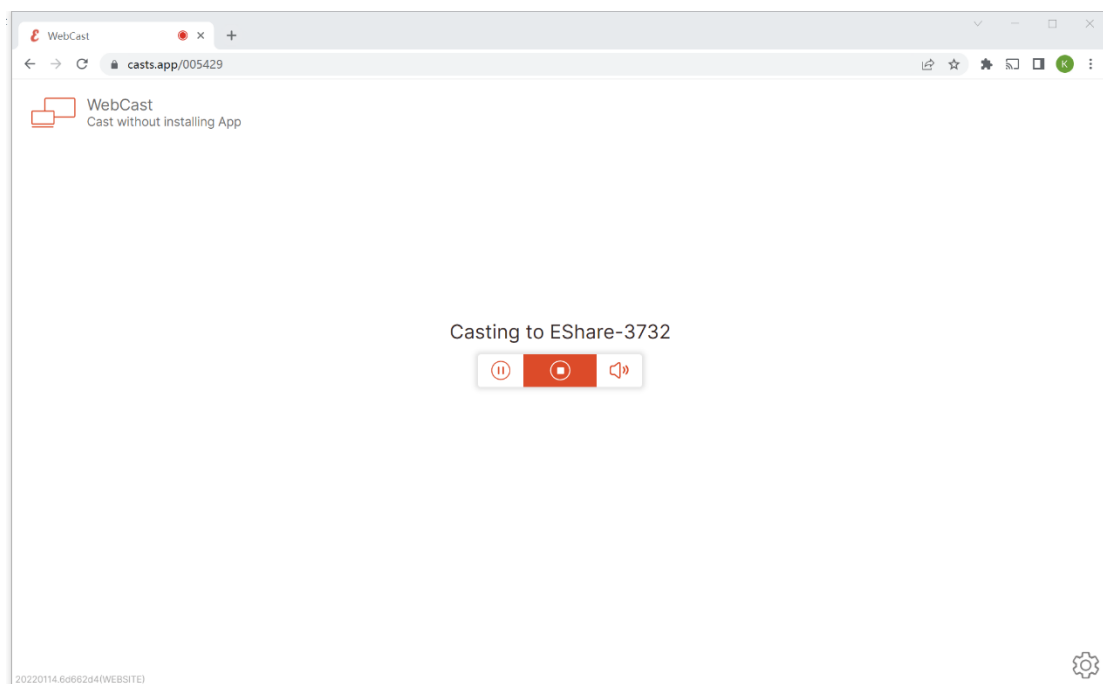 WebCast
casts.app/005429
K
WebCast
Cast without installing App
Casting to EShare-3732
20220114.6d662d4(WEBSITE)